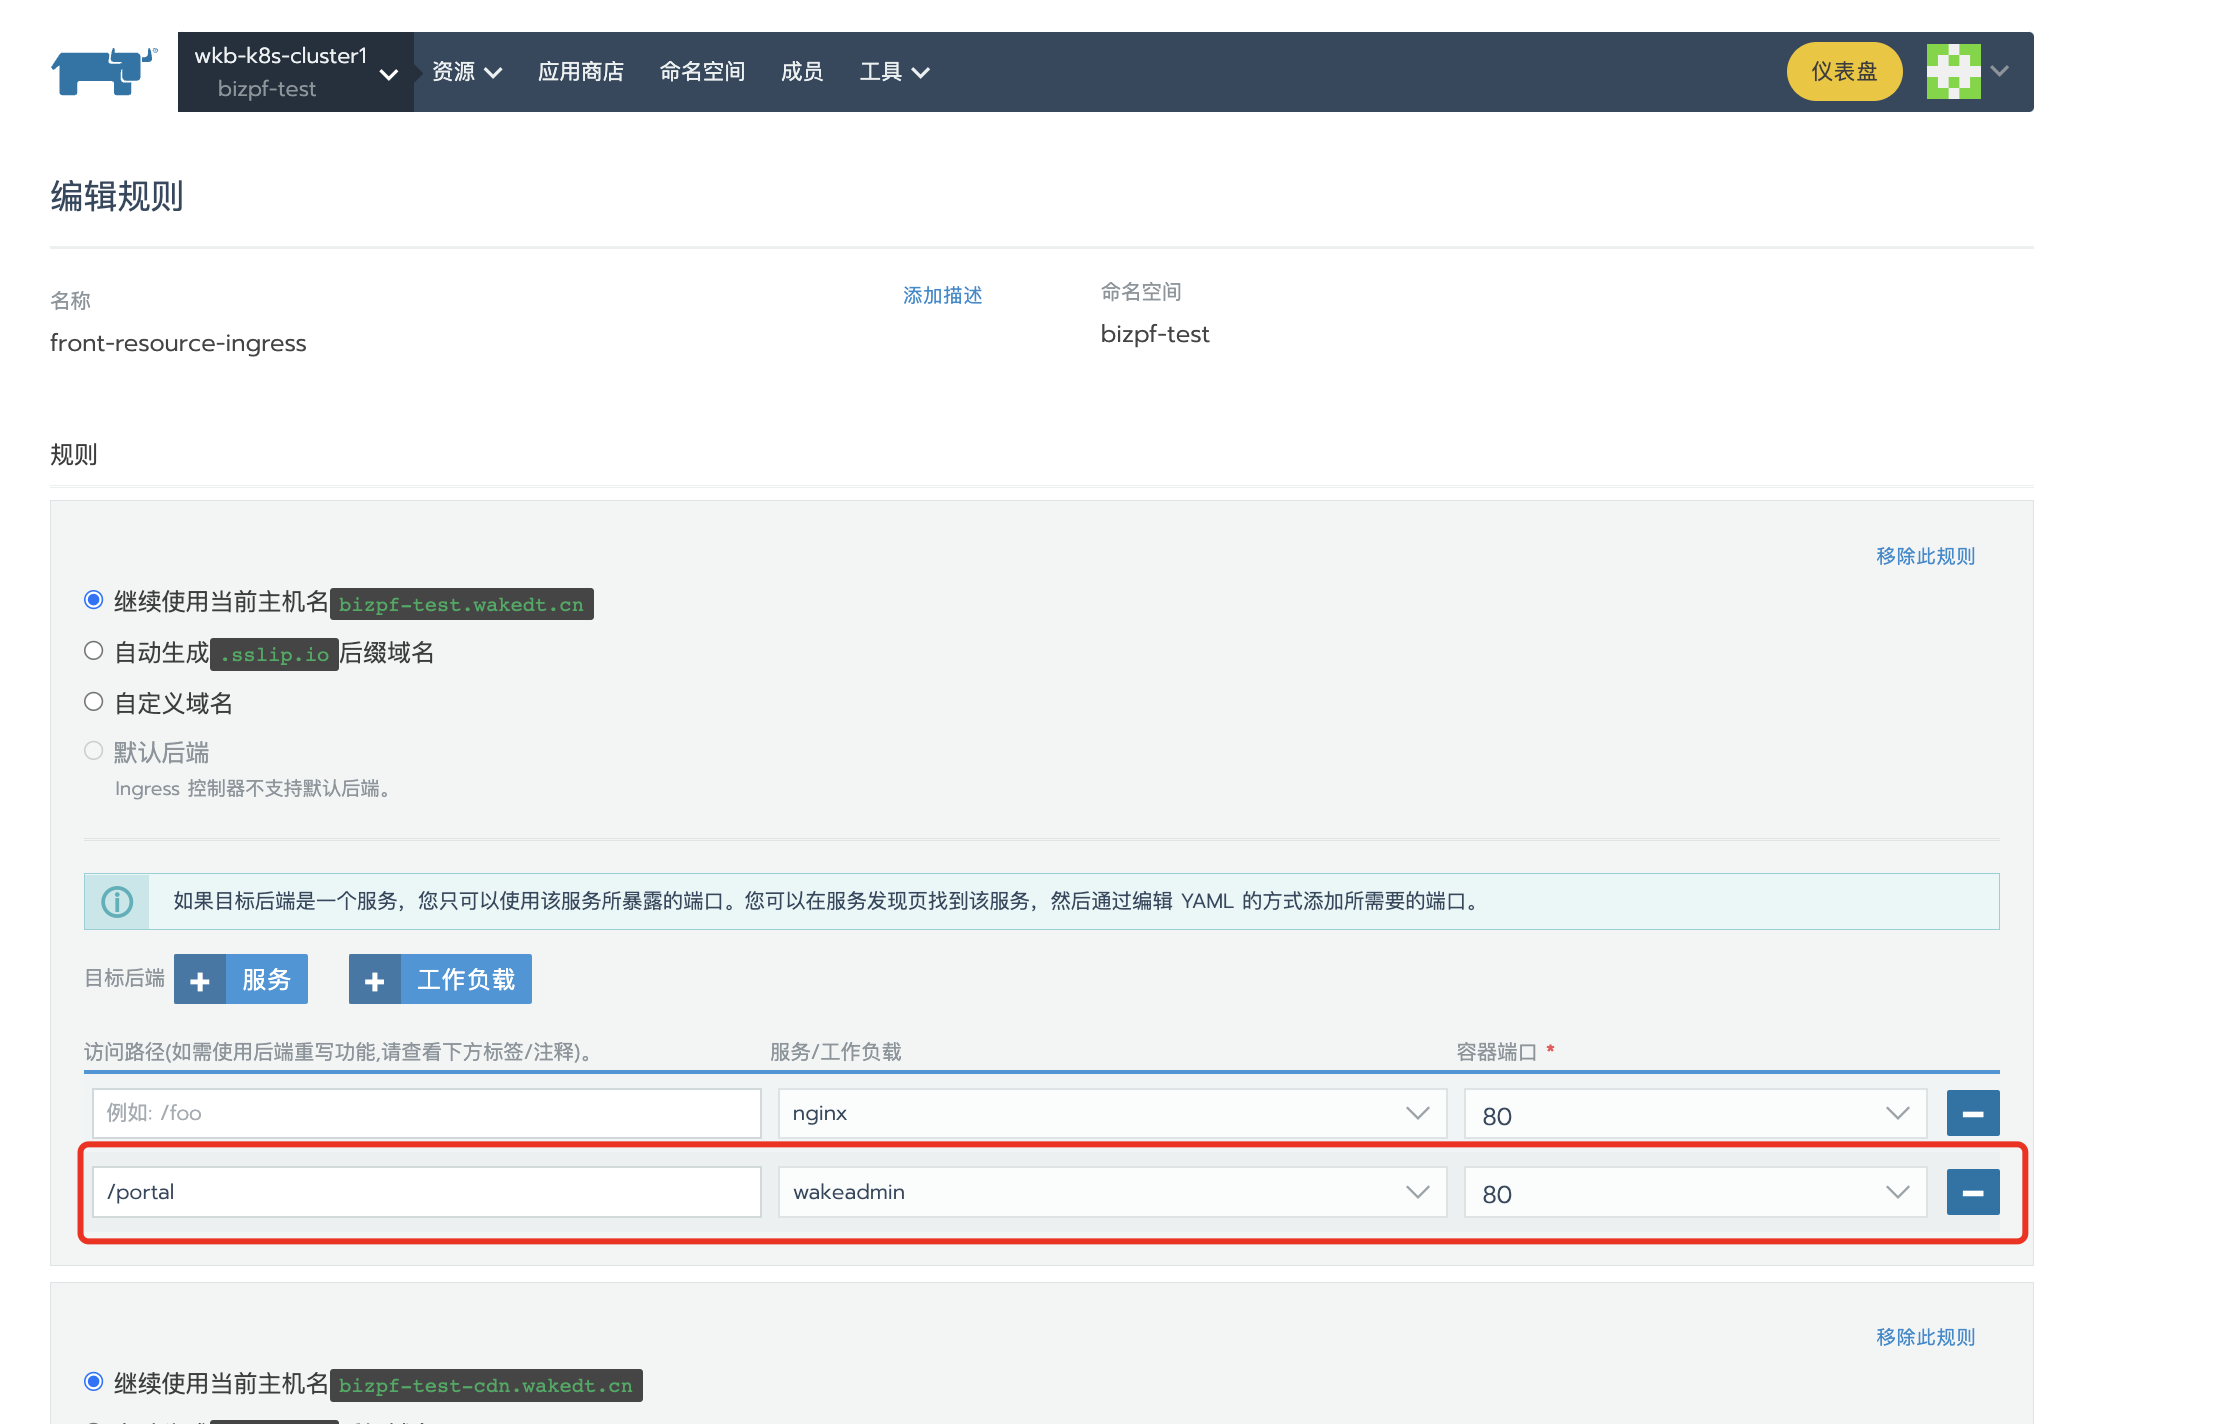 wkb-k8s-cluster1
bizpf-test
资源 应用商店 命名空间 成员 工具 仪表盘
编辑规则
名称 添加描述 命名空间
front-resource-ingress bizpf-test
规则
移除此规则
继续使用当前主机名 bizpf-test.wakedt.cn
自动生成 .sslip.io 后缀域名
自定义域名
默认后端
Ingress 控制器不支持默认后端。
如果目标后端是一个服务，您只可以使用该服务所暴露的端口。您可以在服务发现页找到该服务，然后通过编辑 YAML 的方式添加所需要的端口。
目标后端 + 服务 + 工作负载
访问路径(如需使用后端重写功能,请查看下方标签/注释)。 服务/工作负载 容器端口 *
例如: /foo nginx 80
/portal wakeadmin 80
移除此规则
继续使用当前主机名 bizpf-test-cdn.wakedt.cn